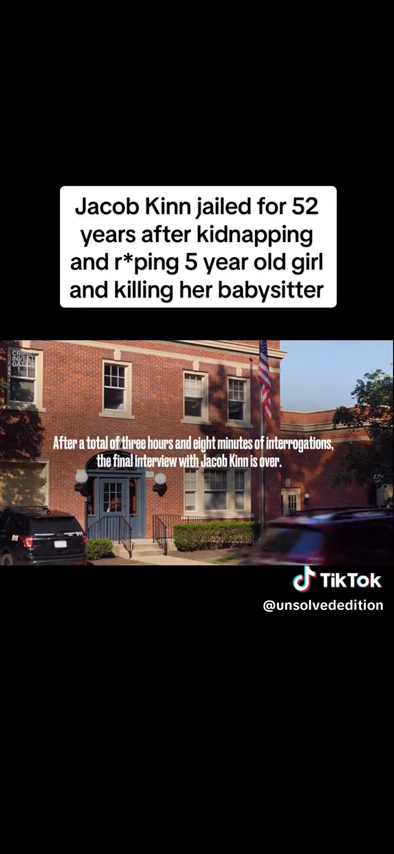 Jacob Kinn jailed for 52
years after kidnapping
and r*ping 5 year old girl
and killing her babysitter
After a total of three hours and eight minutes of interrogations,
the final interview with Jacob Kinn is over.
TikTok
@unsolvededition